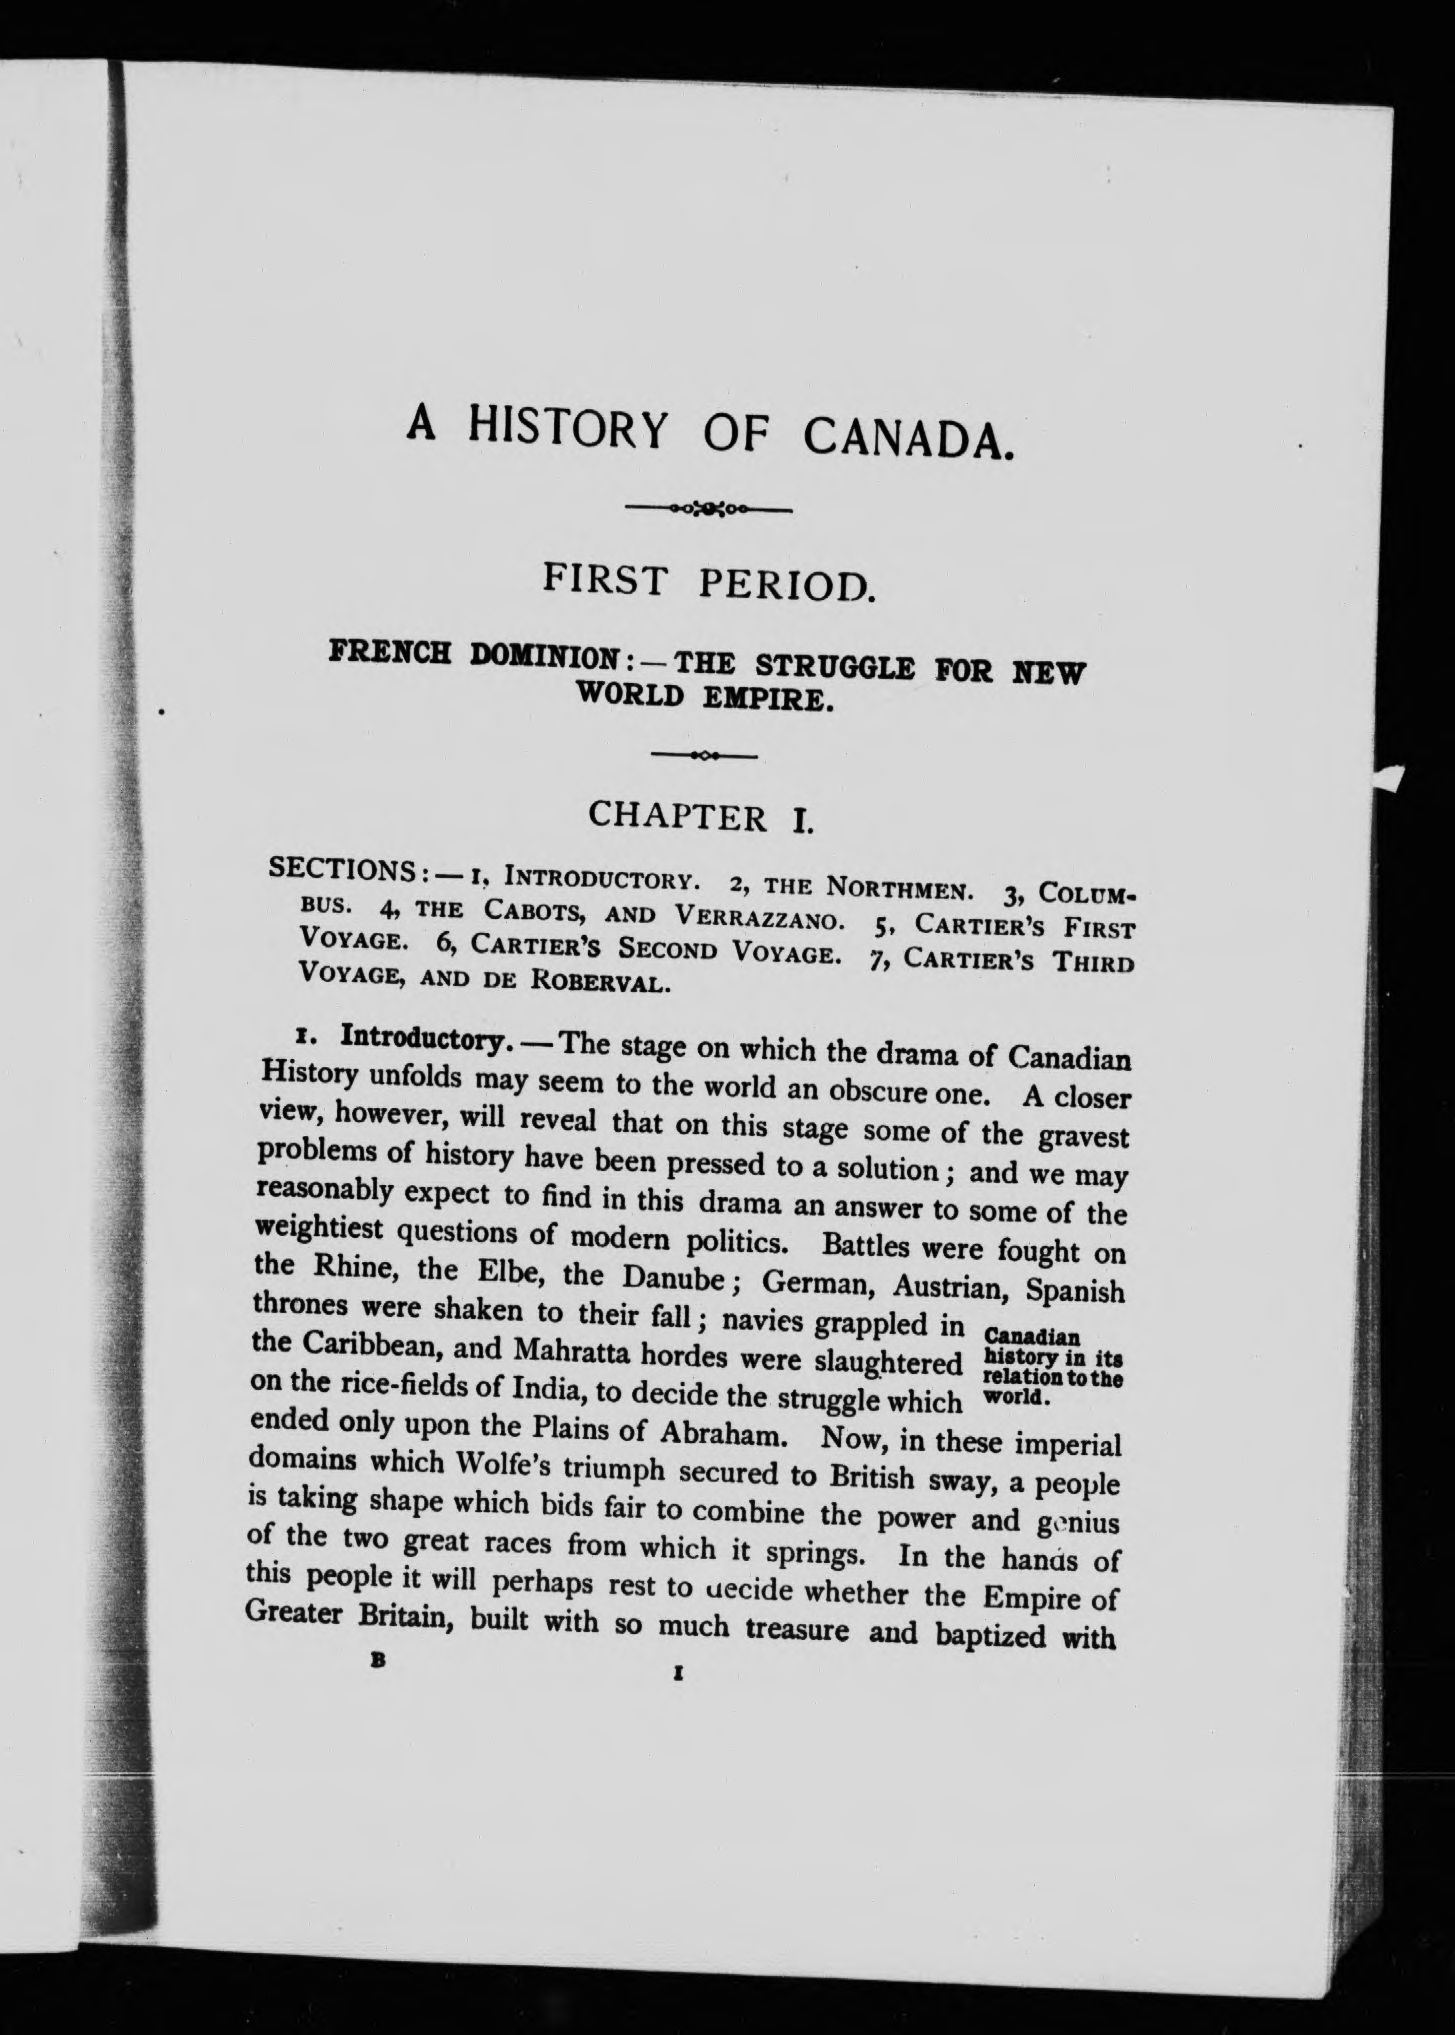 A HISTORY OF CANADA.
FIRST PERIOD.
FRENCH DOMINION:—THE STRUGGLE FOR NEW
WORLD EMPIRE.
CHAPTER I.
SECTIONS:—1, INTRODUCTORY. 2, THE NORTHMEN. 3, COLUM-
BUS. 4, THE CABOTS, AND VERRAZZANO. 5, CARTIER'S FIRST
VOYAGE. 6, CARTIER'S SECOND VOYAGE. 7, CARTIER'S THIRD
VOYAGE, AND DE ROBERVAL.
1. Introductory.—The stage on which the drama of Canadian
History unfolds may seem to the world an obscure one. A closer
view, however, will reveal that on this stage some of the gravest
problems of history have been pressed to a solution; and we may
reasonably expect to find in this drama an answer to some of the
weightiest questions of modern politics. Battles were fought on
the Rhine, the Elbe, the Danube; German, Austrian, Spanish
thrones were shaken to their fall; navies grappled in
the Caribbean, and Mahratta hordes were slaughtered
on the rice-fields of India, to decide the struggle which
Canadian
history in its
relation to the
world.
ended only upon the Plains of Abraham. Now, in these imperial
domains which Wolfe's triumph secured to British sway, a people
is taking shape which bids fair to combine the power and genius
of the two great races from which it springs. In the hands of
this people it will perhaps rest to decide whether the Empire of
Greater Britain, built with so much treasure and baptized with
B 1